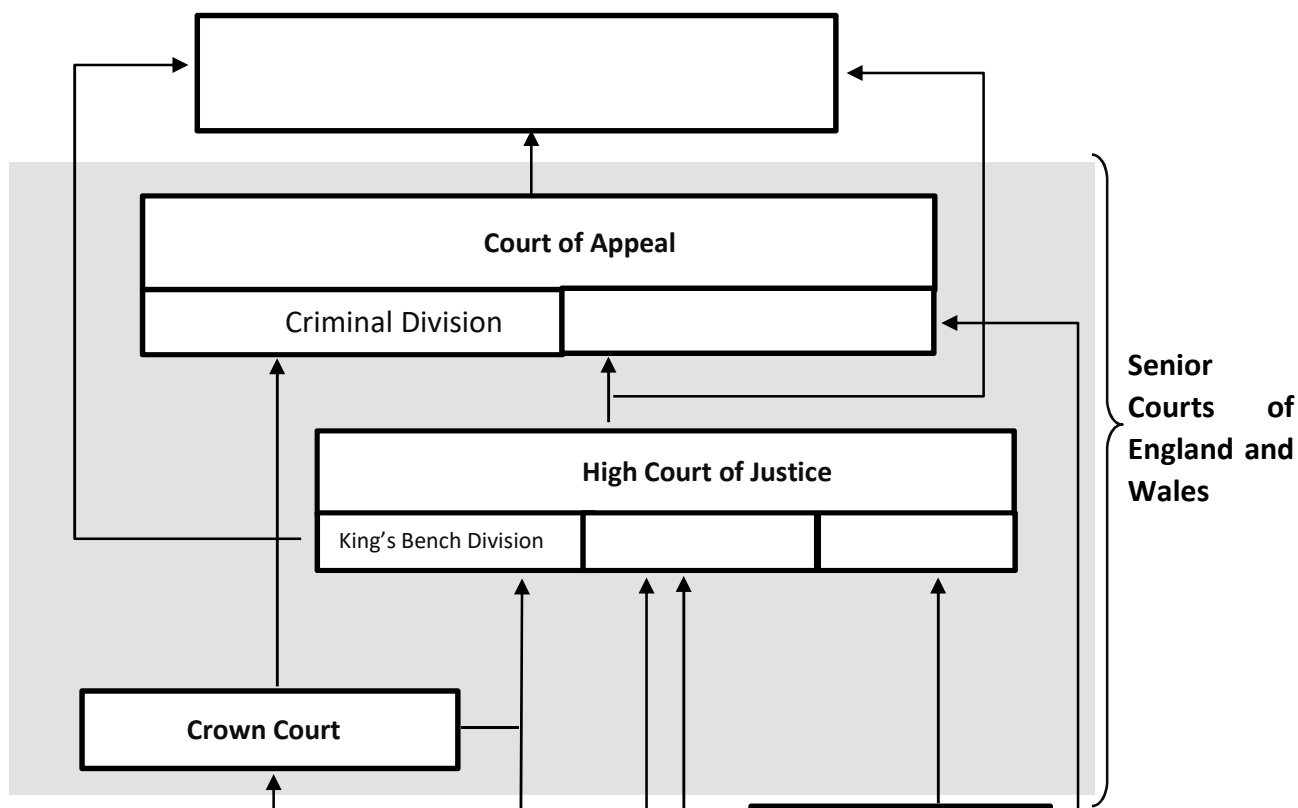 Court of Appeal
Criminal Division
Senior
Courts of
England and
Wales
High Court of Justice
King’s Bench Division
Crown Court